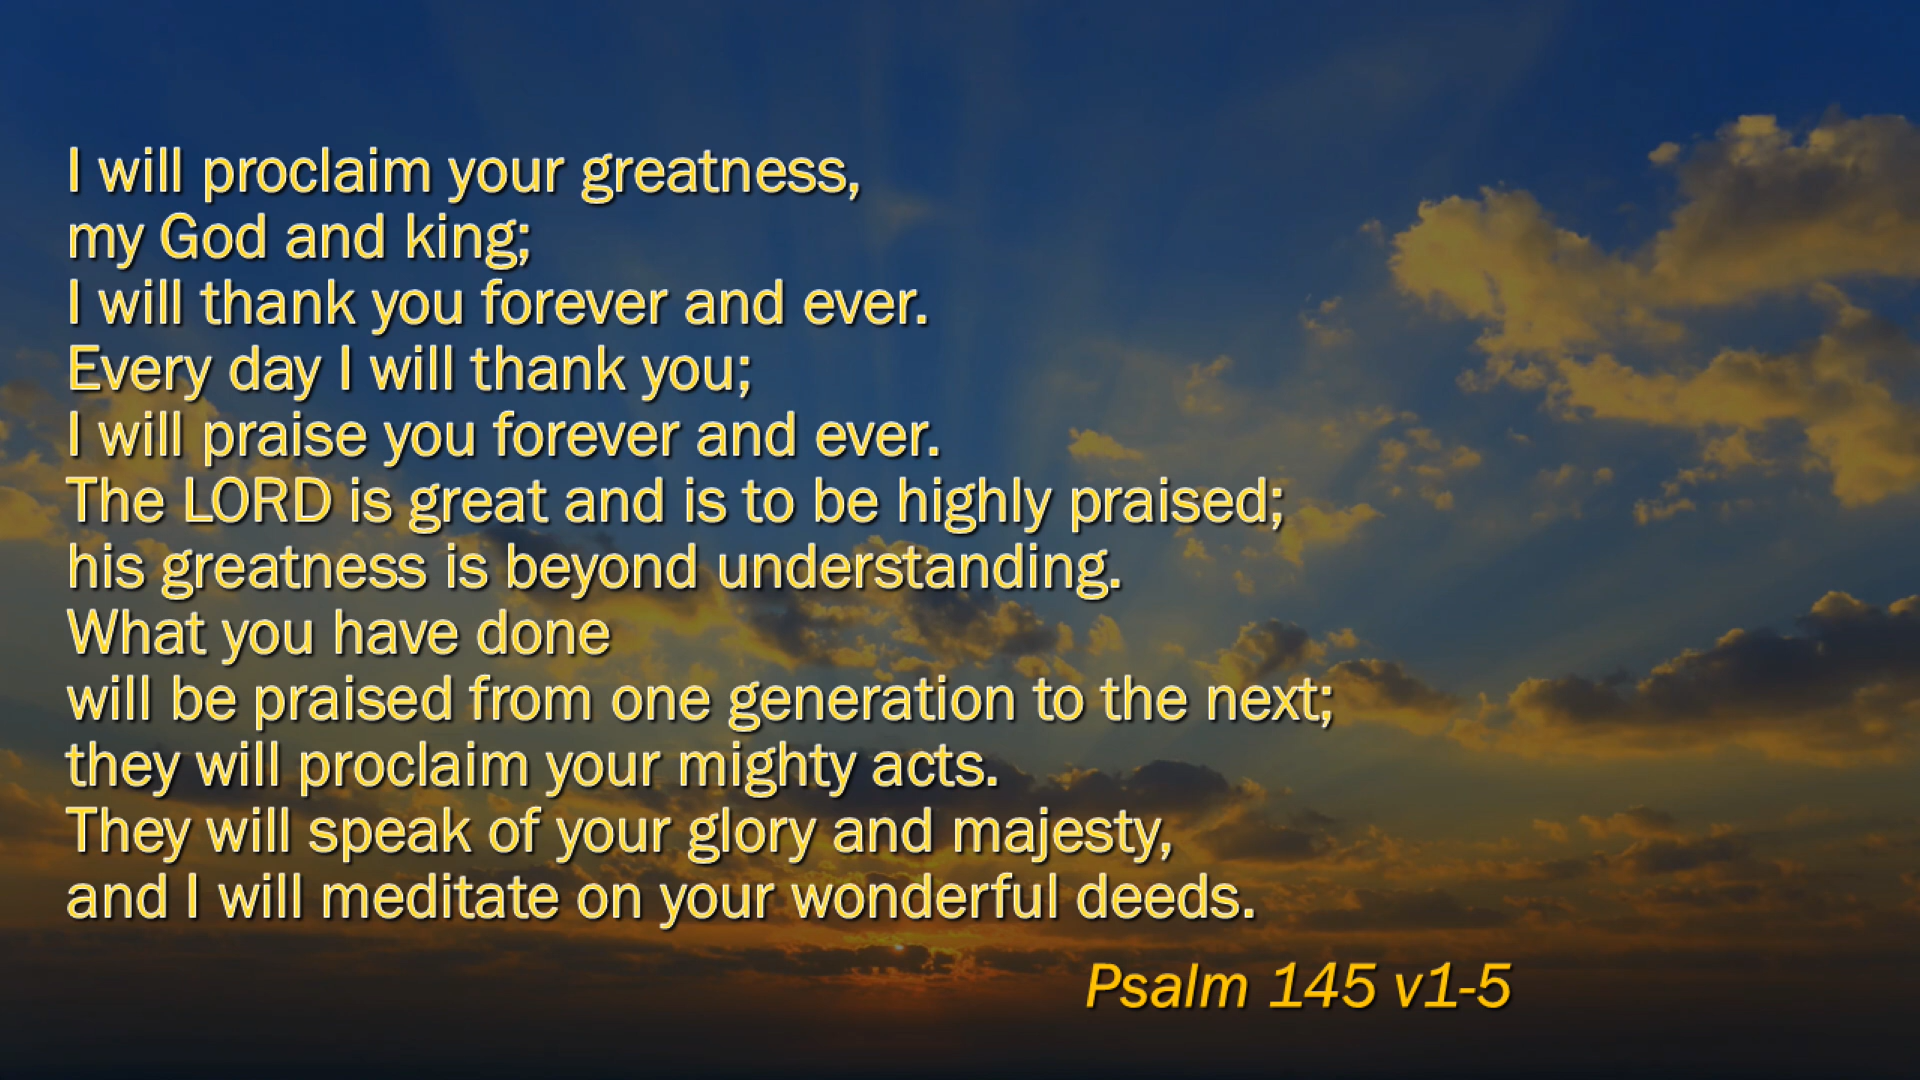 I will proclaim your greatness,
my God and king;
I will thank you forever and ever.
Every day I will thank you;
I will praise you forever and ever.
The LORD is great and is to be highly praised;
his greatness is beyond understanding.
What you have done
will be praised from one generation to the next;
they will proclaim your mighty acts.
They will speak of your glory and majesty,
and I will meditate on your wonderful deeds.
Psalm 145 v1-5